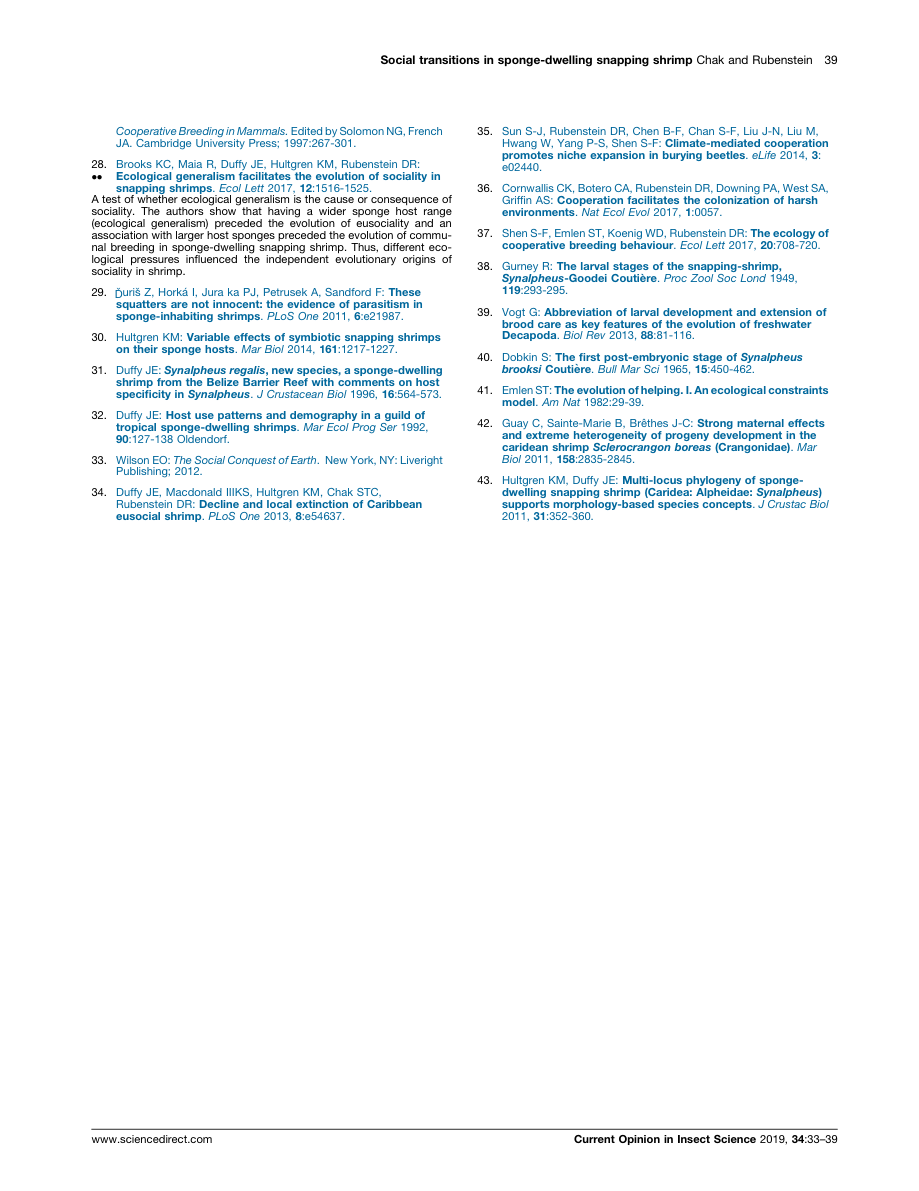 Social transitions in sponge-dwelling snapping shrimp Chak and Rubenstein 39
Cooperative Breeding in Mammals. Edited by Solomon NG, French
JA. Cambridge University Press; 1997:267-301.
28. Brooks KC, Maia R, Duffy JE, Hultgren KM, Rubenstein DR:
•• Ecological generalism facilitates the evolution of sociality in
snapping shrimps. Ecol Lett 2017, 12:1516-1525.
A test of whether ecological generalism is the cause or consequence of
sociality. The authors show that having a wider sponge host range
(ecological generalism) preceded the evolution of eusociality and an
association with larger host sponges preceded the evolution of commu-
nal breeding in sponge-dwelling snapping shrimp. Thus, different eco-
logical pressures influenced the independent evolutionary origins of
sociality in shrimp.
29. Ďuriš Z, Horká I, Jura ka PJ, Petrusek A, Sandford F: These
squatters are not innocent: the evidence of parasitism in
sponge-inhabiting shrimps. PLoS One 2011, 6:e21987.
30. Hultgren KM: Variable effects of symbiotic snapping shrimps
on their sponge hosts. Mar Biol 2014, 161:1217-1227.
31. Duffy JE: Synalpheus regalis, new species, a sponge-dwelling
shrimp from the Belize Barrier Reef with comments on host
specificity in Synalpheus. J Crustacean Biol 1996, 16:564-573.
32. Duffy JE: Host use patterns and demography in a guild of
tropical sponge-dwelling shrimps. Mar Ecol Prog Ser 1992,
90:127-138 Oldendorf.
33. Wilson EO: The Social Conquest of Earth. New York, NY: Liveright
Publishing; 2012.
34. Duffy JE, Macdonald IIIKS, Hultgren KM, Chak STC,
Rubenstein DR: Decline and local extinction of Caribbean
eusocial shrimp. PLoS One 2013, 8:e54637.
35. Sun S-J, Rubenstein DR, Chen B-F, Chan S-F, Liu J-N, Liu M,
Hwang W, Yang P-S, Shen S-F: Climate-mediated cooperation
promotes niche expansion in burying beetles. eLife 2014, 3:
e02440.
36. Cornwallis CK, Botero CA, Rubenstein DR, Downing PA, West SA,
Griffin AS: Cooperation facilitates the colonization of harsh
environments. Nat Ecol Evol 2017, 1:0057.
37. Shen S-F, Emlen ST, Koenig WD, Rubenstein DR: The ecology of
cooperative breeding behaviour. Ecol Lett 2017, 20:708-720.
38. Gurney R: The larval stages of the snapping-shrimp,
Synalpheus-Goodei Coutière. Proc Zool Soc Lond 1949,
119:293-295.
39. Vogt G: Abbreviation of larval development and extension of
brood care as key features of the evolution of freshwater
Decapoda. Biol Rev 2013, 88:81-116.
40. Dobkin S: The first post-embryonic stage of Synalpheus
brooksi Coutière. Bull Mar Sci 1965, 15:450-462.
41. Emlen ST: The evolution of helping. I. An ecological constraints
model. Am Nat 1982:29-39.
42. Guay C, Sainte-Marie B, Brêthes J-C: Strong maternal effects
and extreme heterogeneity of progeny development in the
caridean shrimp Sclerocrangon boreas (Crangonidae). Mar
Biol 2011, 158:2835-2845.
43. Hultgren KM, Duffy JE: Multi-locus phylogeny of sponge-
dwelling snapping shrimp (Caridea: Alpheidae: Synalpheus)
supports morphology-based species concepts. J Crustac Biol
2011, 31:352-360.
www.sciencedirect.com
Current Opinion in Insect Science 2019, 34:33–39